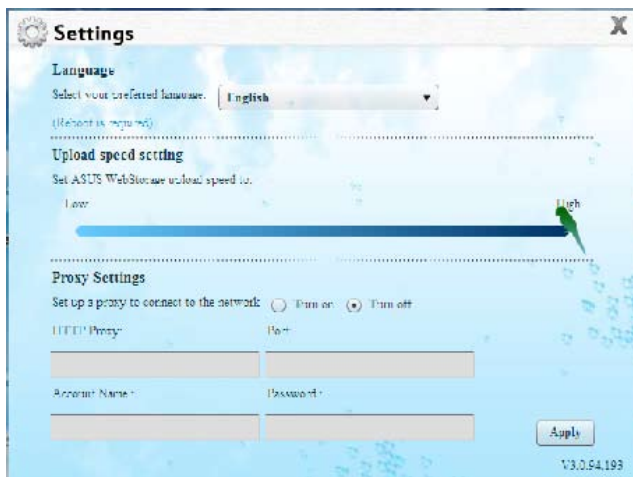 Settings
X
Language
Select your preferred language.
English
(Reboot is required)
Upload speed setting
Set ASUS WebStorage upload speed to:
Low
High
Proxy Settings
Set up a proxy to connect to the network
Turn on
Turn off
HTTP Proxy:
Port:
Account Name :
Password :
Apply
V3.0.94.193